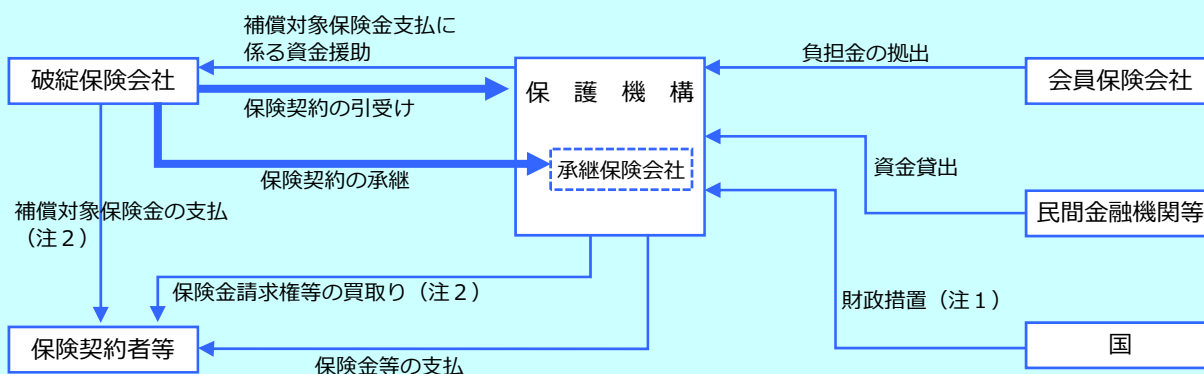 補償対象保険金支払に
係る資金援助
負担金の拠出
破綻保険会社
保護機構
会員保険会社
保険契約の引受け
承継保険会社
資金貸出
保険契約の承継
補償対象保険金の支払
（注２）
民間金融機関等
保険金請求権等の買取り（注２）
財政措置（注１）
保険契約者等
国
保険金等の支払